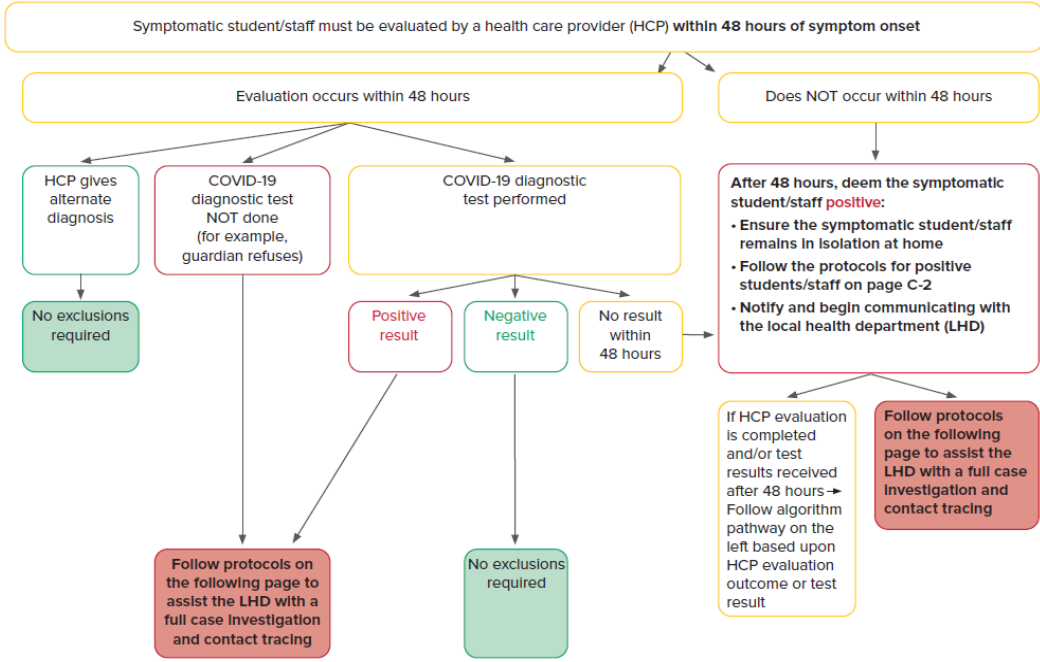 Symptomatic student/staff must be evaluated by a health care provider (HCP) within 48 hours of symptom onset
Evaluation occurs within 48 hours
Does NOT occur within 48 hours
HCP gives
alternate
diagnosis
COVID-19
diagnostic test
NOT done
(for example,
guardian refuses)
COVID-19 diagnostic
test performed
After 48 hours, deem the symptomatic
student/staff positive:
• Ensure the symptomatic student/staff
remains in isolation at home
• Follow the protocols for positive
students/staff on page C-2
• Notify and begin communicating with
the local health department (LHD)
No exclusions
required
Positive
result
Negative
result
No result
within
48 hours
If HCP evaluation
is completed
and/or test
results received
after 48 hours→
Follow algorithm
pathway on the
left based upon
HCP evaluation
outcome or test
result
Follow protocols
on the following
page to assist the
LHD with a full case
investigation and
contact tracing
Follow protocols on
the following page to
assist the LHD with a
full case investigation
and contact tracing
No exclusions
required